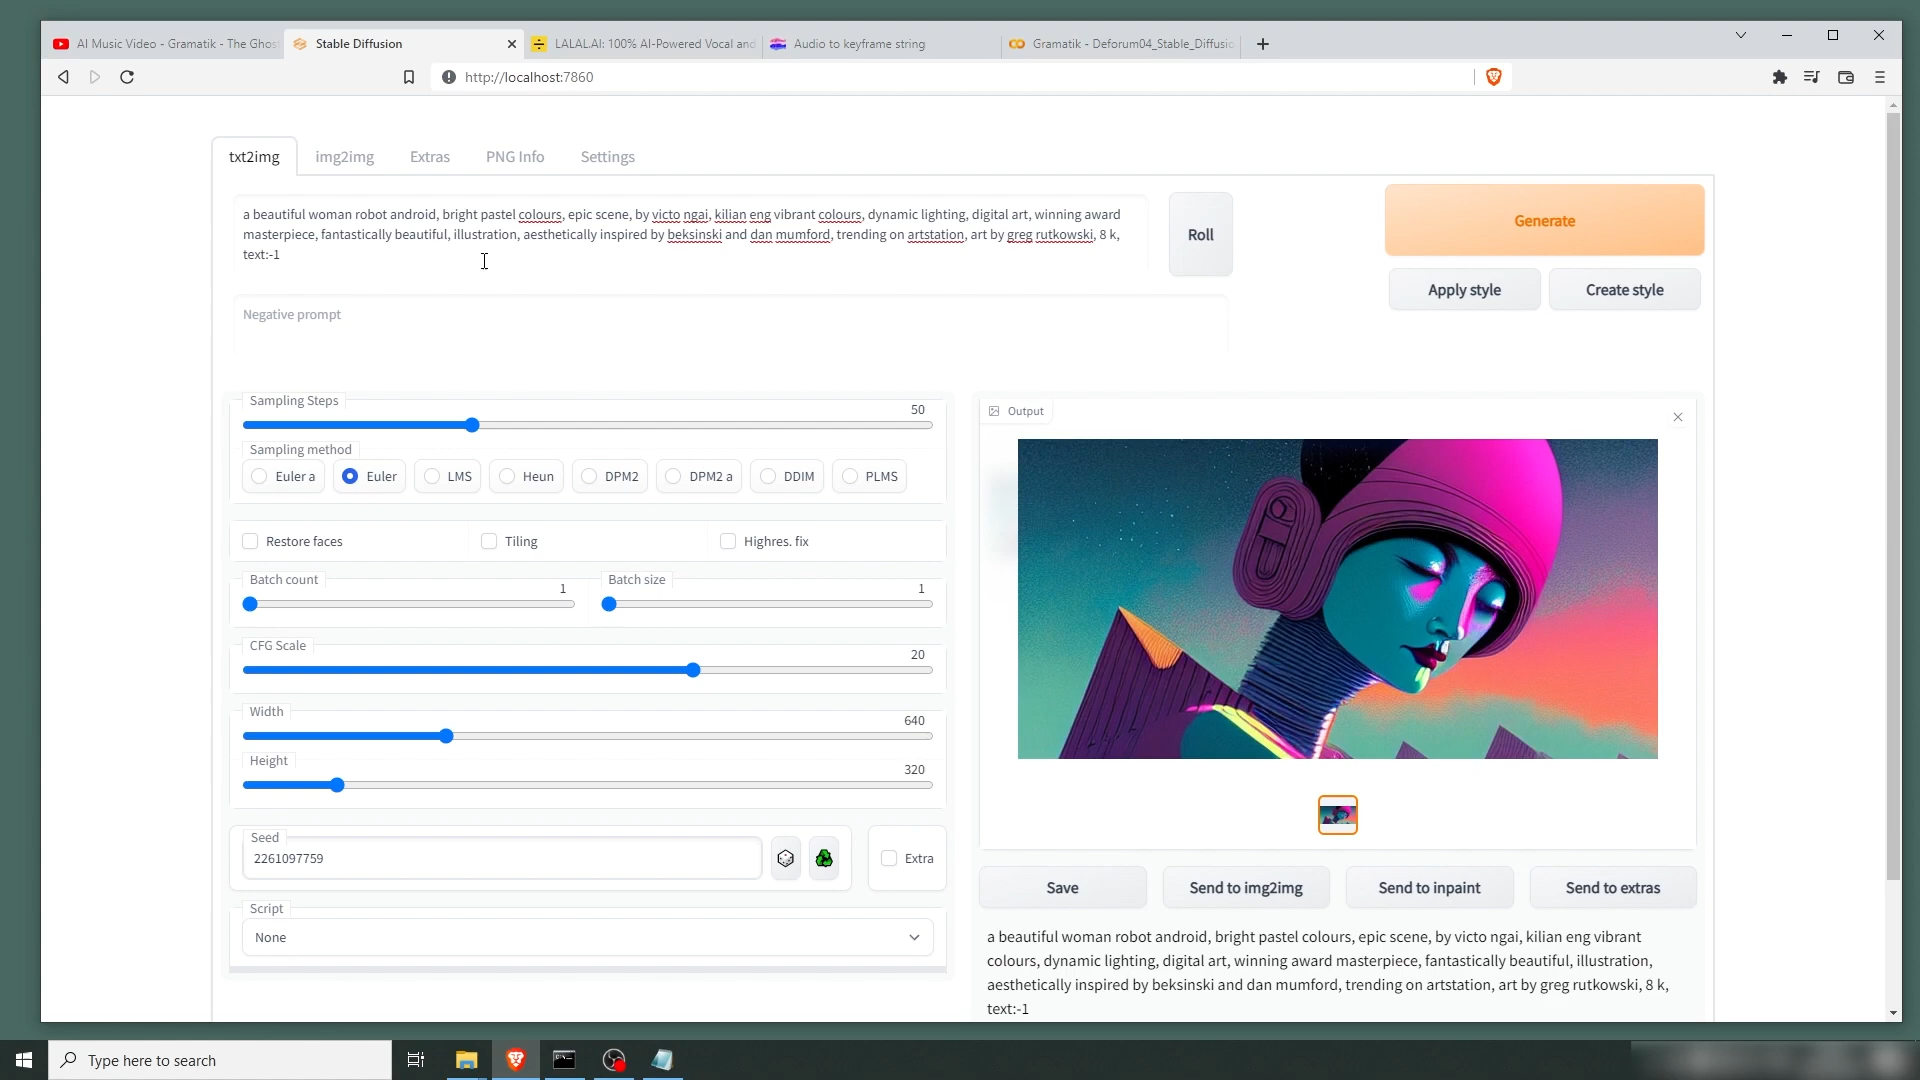 AI Music Video - Gramatik - The Ghos
Stable Diffusion
LALAL.AI: 100% AI-Powered Vocal and
Audio to keyframe string
Gramatik - Deforum04_Stable_Diffusio
http://localhost:7860
txt2img
img2img
Extras
PNG Info
Settings
a beautiful woman robot android, bright pastel colours, epic scene, by victo ngai, kilian eng vibrant colours, dynamic lighting, digital art, winning award
masterpiece, fantastically beautiful, illustration, aesthetically inspired by beksinski and dan mumford, trending on artstation, art by greg rutkowski, 8 k,
text:-1
Roll
Generate
Apply style
Create style
Negative prompt
Sampling Steps
50
Sampling method
Euler a
Euler
LMS
Heun
DPM2
DPM2 a
DDIM
PLMS
Restore faces
Tiling
Highres. fix
Batch count
1
Batch size
1
CFG Scale
20
Width
640
Height
320
Seed
2261097759
Extra
Script
None
Output
Save
Send to img2img
Send to inpaint
Send to extras
a beautiful woman robot android, bright pastel colours, epic scene, by victo ngai, kilian eng vibrant
colours, dynamic lighting, digital art, winning award masterpiece, fantastically beautiful, illustration,
aesthetically inspired by beksinski and dan mumford, trending on artstation, art by greg rutkowski, 8 k,
text:-1
Type here to search